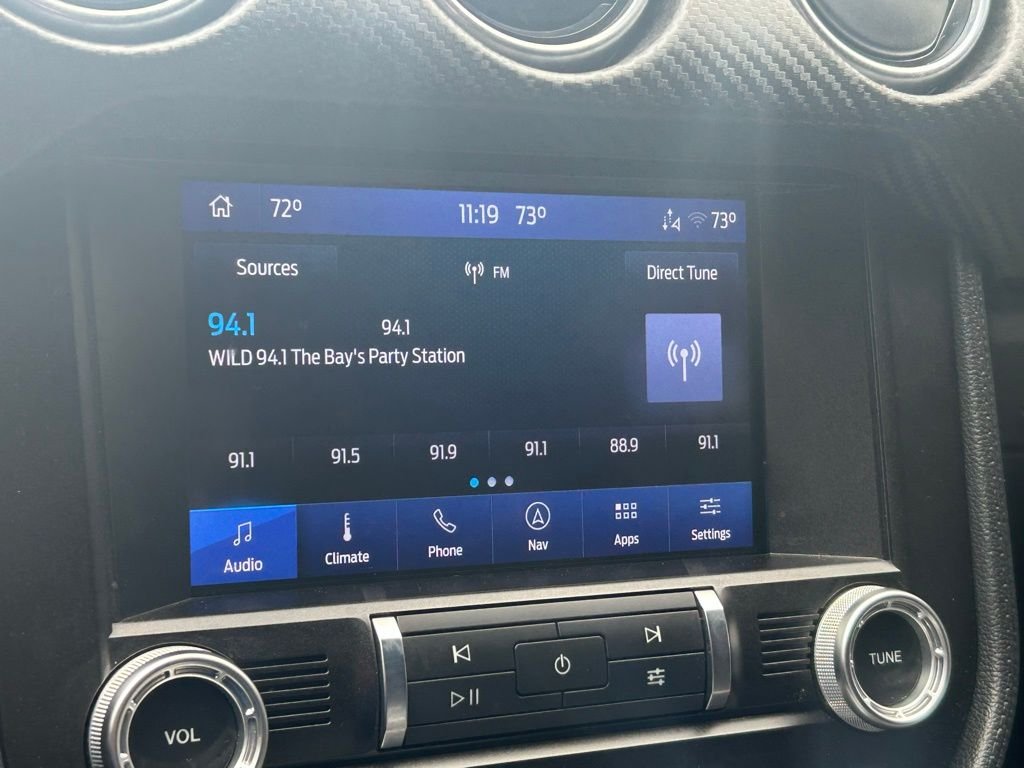 72° 11:19 73° 73°
Sources FM Direct Tune
94.1 94.1
WILD 94.1 The Bay's Party Station
91.1 91.5 91.9 91.1 88.9 91.1
Audio Climate Phone Nav Apps Settings
VOL TUNE